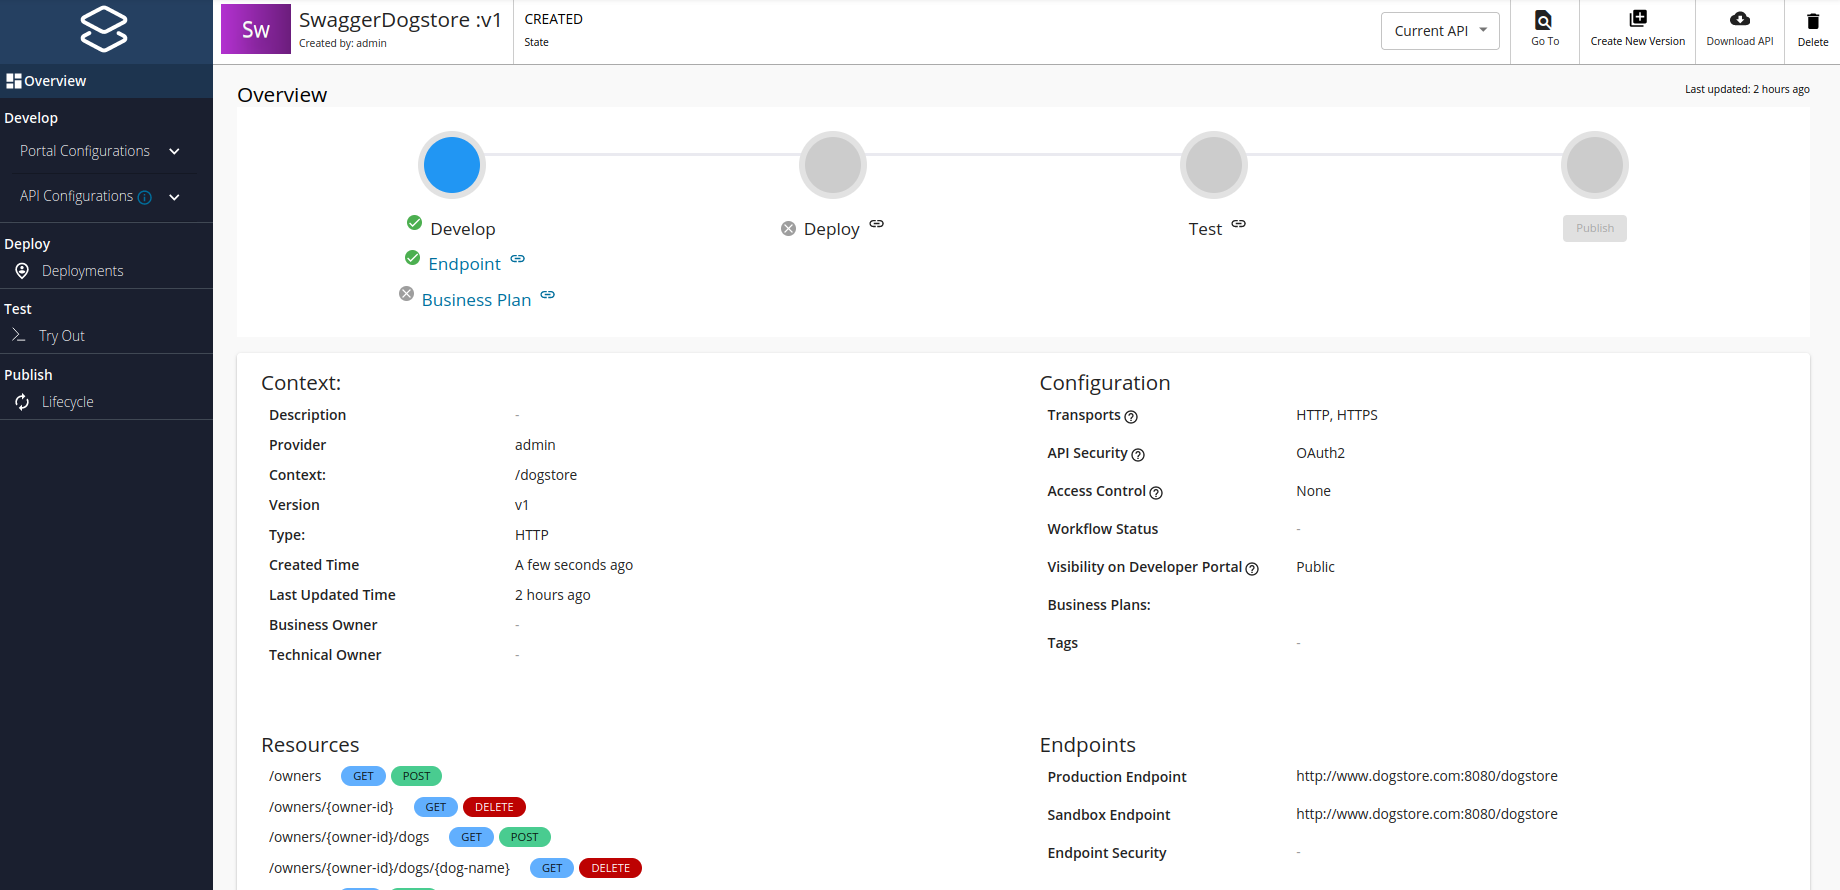 Sw
SwaggerDogstore :v1
Created by: admin
CREATED
State
Current API
Go To
Create New Version
Download API
Delete
Overview
Develop
Portal Configurations
API Configurations
Deploy
Deployments
Test
Try Out
Publish
Lifecycle
Overview
Last updated: 2 hours ago
Develop
Endpoint
Business Plan
Deploy
Test
Publish
Context:
Description -
Provider admin
Context: /dogstore
Version v1
Type: HTTP
Created Time A few seconds ago
Last Updated Time 2 hours ago
Business Owner -
Technical Owner -
Configuration
Transports HTTP, HTTPS
API Security OAuth2
Access Control None
Workflow Status -
Visibility on Developer Portal Public
Business Plans:
Tags -
Resources
/owners GET POST
/owners/{owner-id} GET DELETE
/owners/{owner-id}/dogs GET POST
/owners/{owner-id}/dogs/{dog-name} GET DELETE
Endpoints
Production Endpoint http://www.dogstore.com:8080/dogstore
Sandbox Endpoint http://www.dogstore.com:8080/dogstore
Endpoint Security -